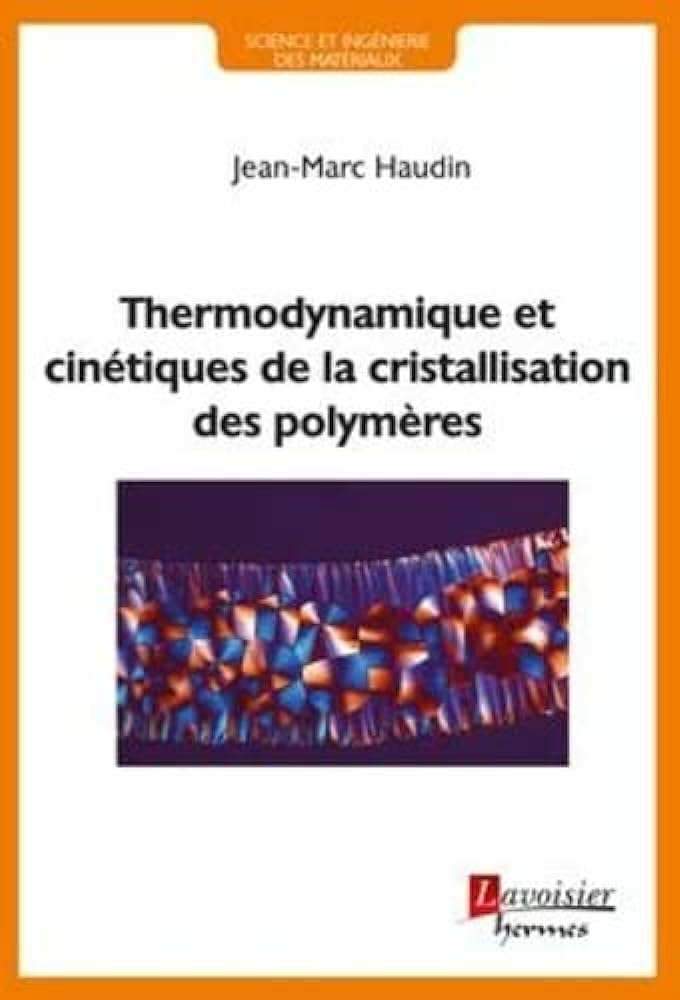 SCIENCE ET INGÉNIERIE
DES MATÉRIAUX
Jean-Marc Haudin
Thermodynamique et
cinétiques de la cristallisation
des polymères
Lavoisier
hermes